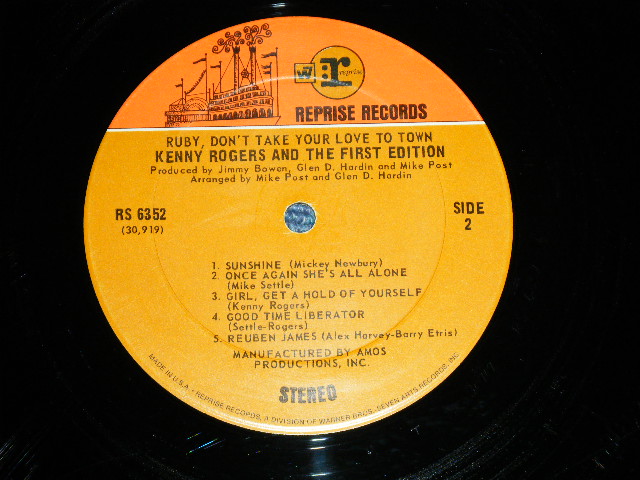 W7 r: reprise
REPRISE RECORDS
RUBY, DON'T TAKE YOUR LOVE TO TOWN
KENNY ROGERS AND THE FIRST EDITION
Produced by Jimmy Bowen, Glen D. Hardin and Mike Post
Arranged by Mike Post and Glen D. Hardin
RS 6352
(30,919)
SIDE
2
1. SUNSHINE (Mickey Newbury)
2. ONCE AGAIN SHE'S ALL ALONE
(Mike Settle)
3. GIRL, GET A HOLD OF YOURSELF
(Kenny Rogers)
4. GOOD TIME LIBERATOR
(Settle-Rogers)
5. REUBEN JAMES (Alex Harvey-Barry Etris)
MANUFACTURED BY AMOS
PRODUCTIONS, INC.
STEREO
MADE IN U.S.A. - REPRISE RECORDS, A DIVISION OF WARNER BROS.-SEVEN ARTS RECORDS, INC.